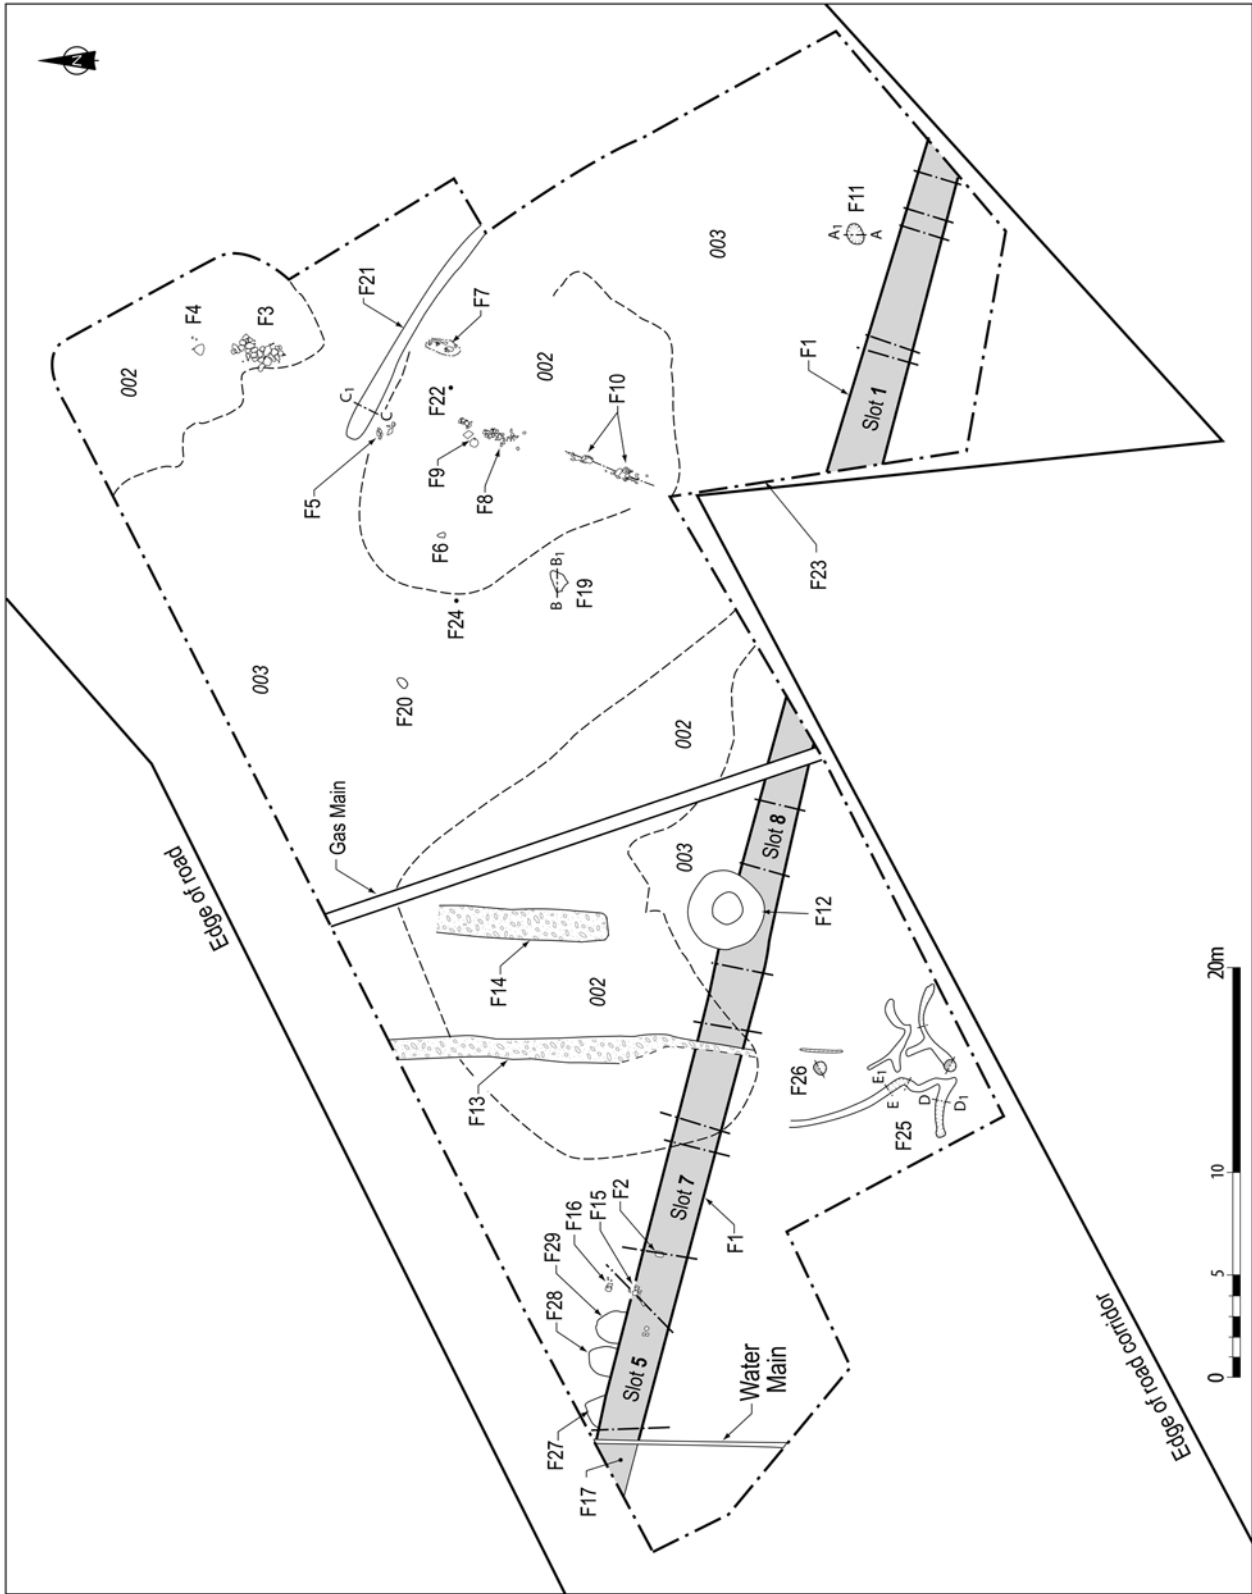 N
Edge of road
Gas Main
003
002
F4
F3
F21
C1
C
F5
F7
F22
F9
F8
002
F10
F6
F24
B
B1
F19
F20
003
A1
A
F11
F1
Slot 1
F23
002
003
F14
002
F13
Slot 8
F12
F26
E1
E
D
D1
F25
Slot 7
F1
F2
F15
F16
F29
F28
F27
Slot 5
F17
Water
Main
Edge of road corridor
0
5
10
20m